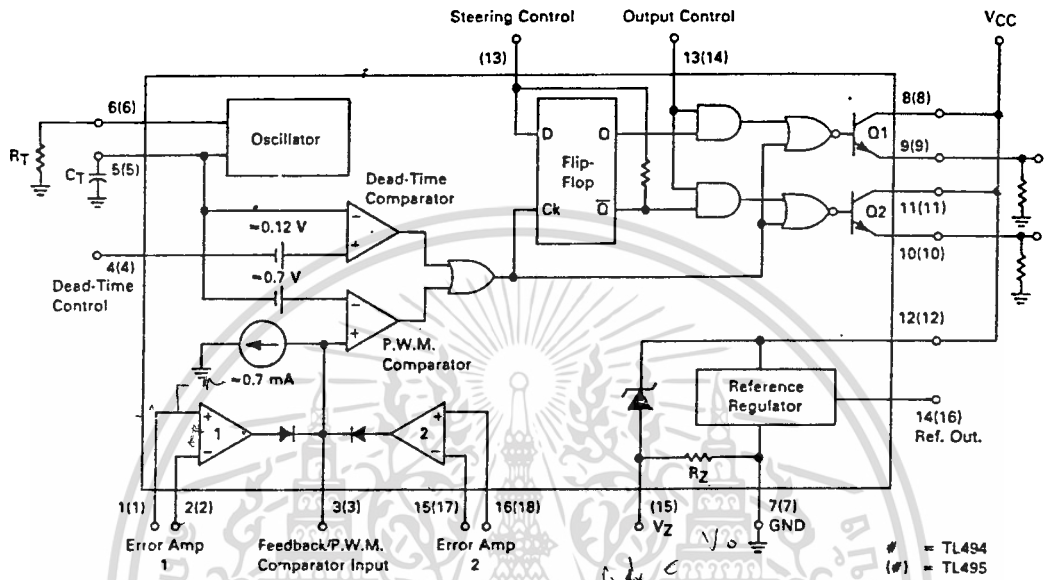 Steering Control
Output Control
VCC
(13)
13(14)
6(6)
8(8)
Oscillator
Q1
RT
D
Q
9(9)
CT
5(5)
Flip-
Flop
Dead-Time
Comparator
11(11)
Ck
Q̅
Q2
≈0.12 V
4(4)
10(10)
≈0.7 V
Dead-Time
Control
12(12)
P.W.M.
Comparator
≈0.7 mA
Reference
Regulator
14(16)
Ref. Out.
1
2
RZ
1(1)
2(2)
3(3)
15(17)
16(18)
(15)
7(7)
VZ
GND
Error Amp
1
Feedback/P.W.M.
Comparator Input
Error Amp
2
# = TL494
(#) = TL495